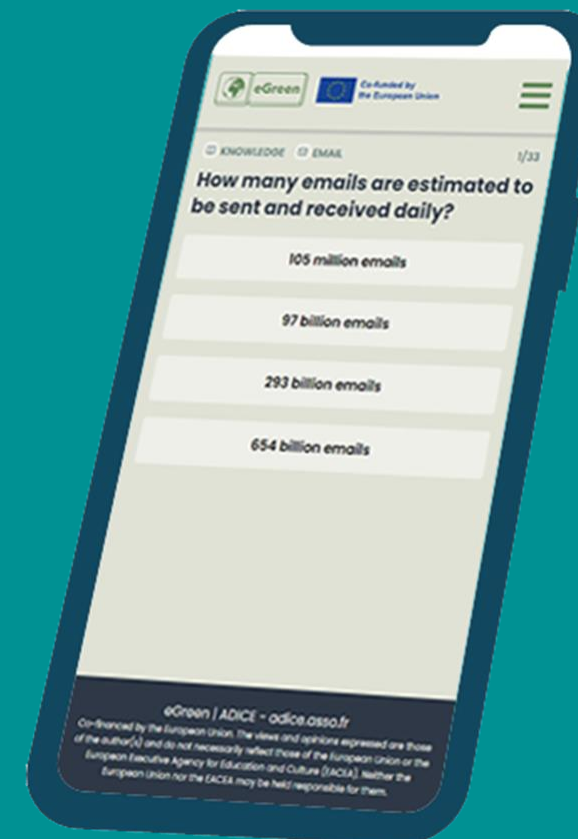 eGreen
Co-funded by
the European Union
KNOWLEDGE EMAIL 1/33
How many emails are estimated to
be sent and received daily?
105 million emails
97 billion emails
293 billion emails
654 billion emails
eGreen | ADICE - adice.asso.fr
Co-financed by the European Union. The views and opinions expressed are those
of the author(s) and do not necessarily reflect those of the European Union or the
European Executive Agency for Education and Culture (EACEA). Neither the
European Union nor the EACEA may be held responsible for them.